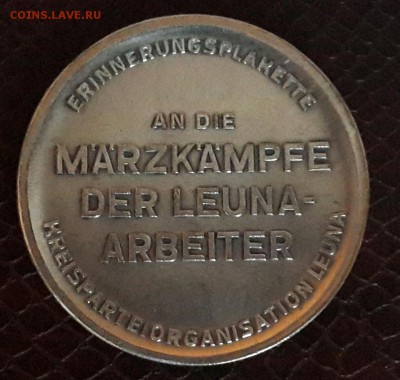 COINS.LAVE.RU
ERINNERUNGSPLAKETTE
AN DIE
MÄRZKÄMPFE
DER LEUNA-
ARBEITER
KREISPARTEIORGANISATION LEUNA